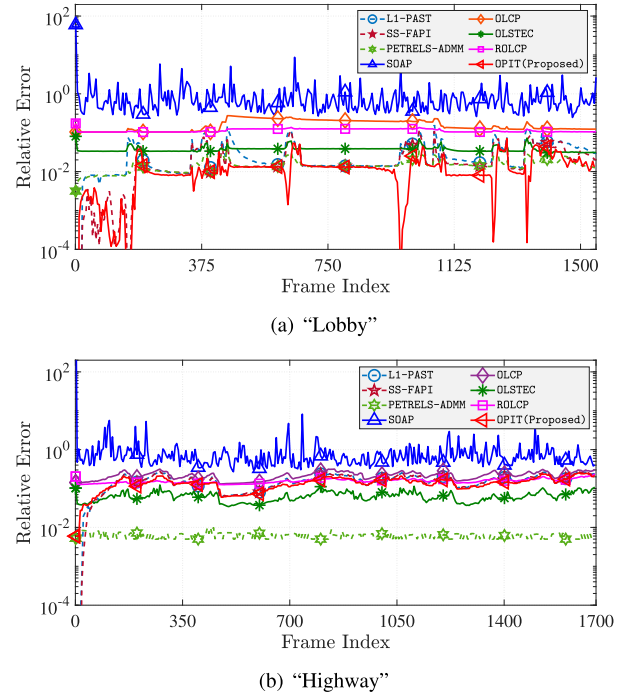 L1-PAST OLCP
SS-FAPI OLSTEC
PETRELS-ADMM ROLCP
SOAP OPIT(Proposed)
Relative Error
10^2
10^0
10^-2
10^-4
0 375 750 1125 1500
Frame Index
(a) “Lobby”
L1-PAST OLCP
SS-FAPI OLSTEC
PETRELS-ADMM ROLCP
SOAP OPIT(Proposed)
Relative Error
10^2
10^0
10^-2
10^-4
0 350 700 1050 1400 1700
Frame Index
(b) “Highway”